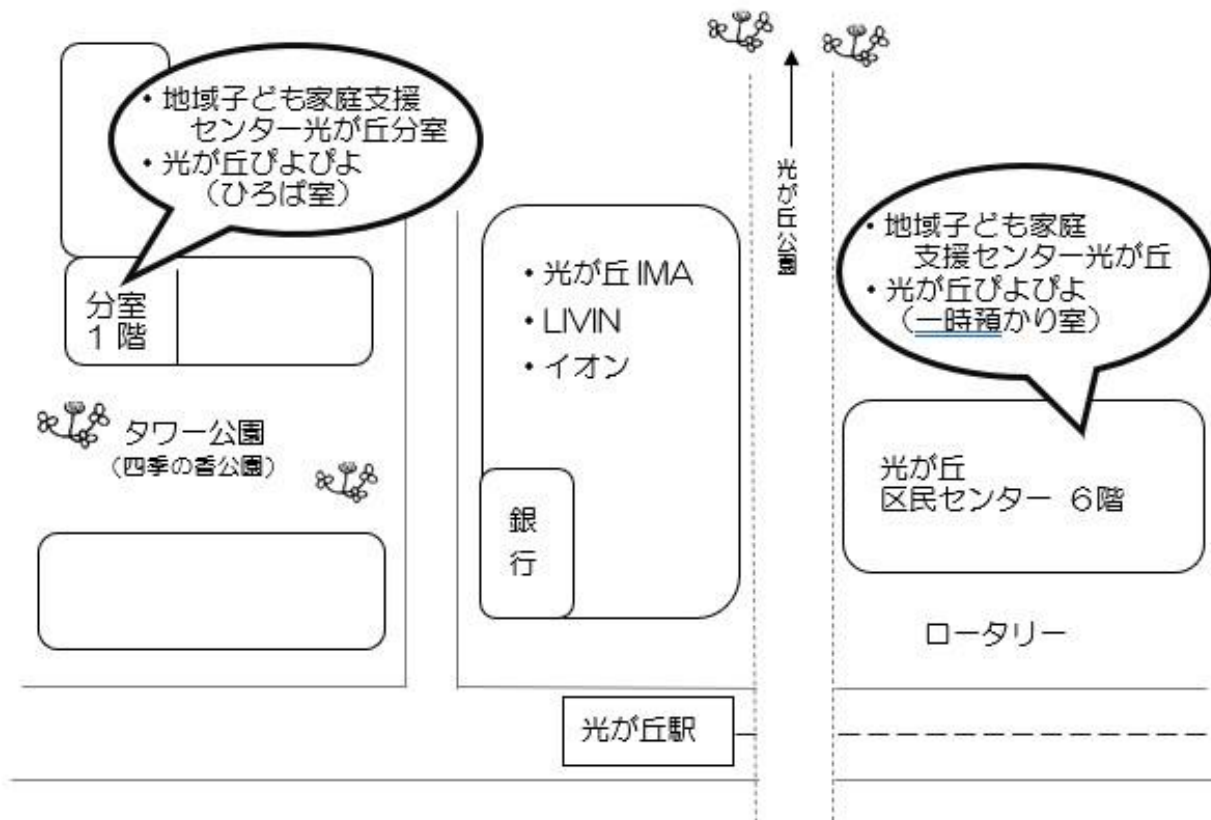 ・地域子ども家庭支援
センター光が丘分室
・光が丘ぴよぴよ
（ひろば室）
分室
１階
タワー公園
（四季の香公園）
・光が丘 IMA
・LIVIN
・イオン
銀
行
光が丘公園
・地域子ども家庭
支援センター光が丘
・光が丘ぴよぴよ
（一時預かり室）
光が丘
区民センター ６階
ロータリー
光が丘駅